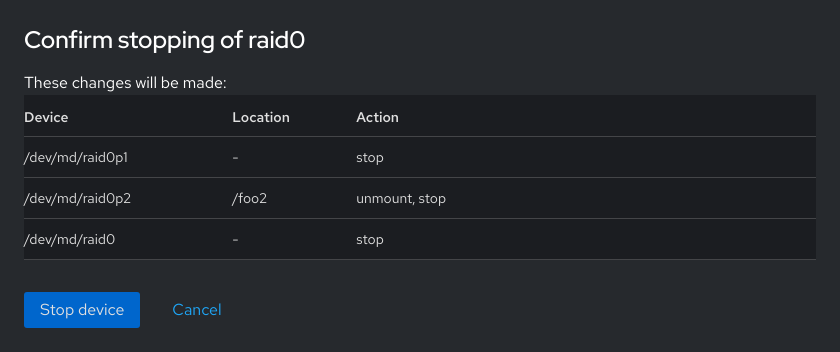 Confirm stopping of raid0
These changes will be made:
Device Location Action
/dev/md/raid0p1 - stop
/dev/md/raid0p2 /foo2 unmount, stop
/dev/md/raid0 - stop
Stop device Cancel